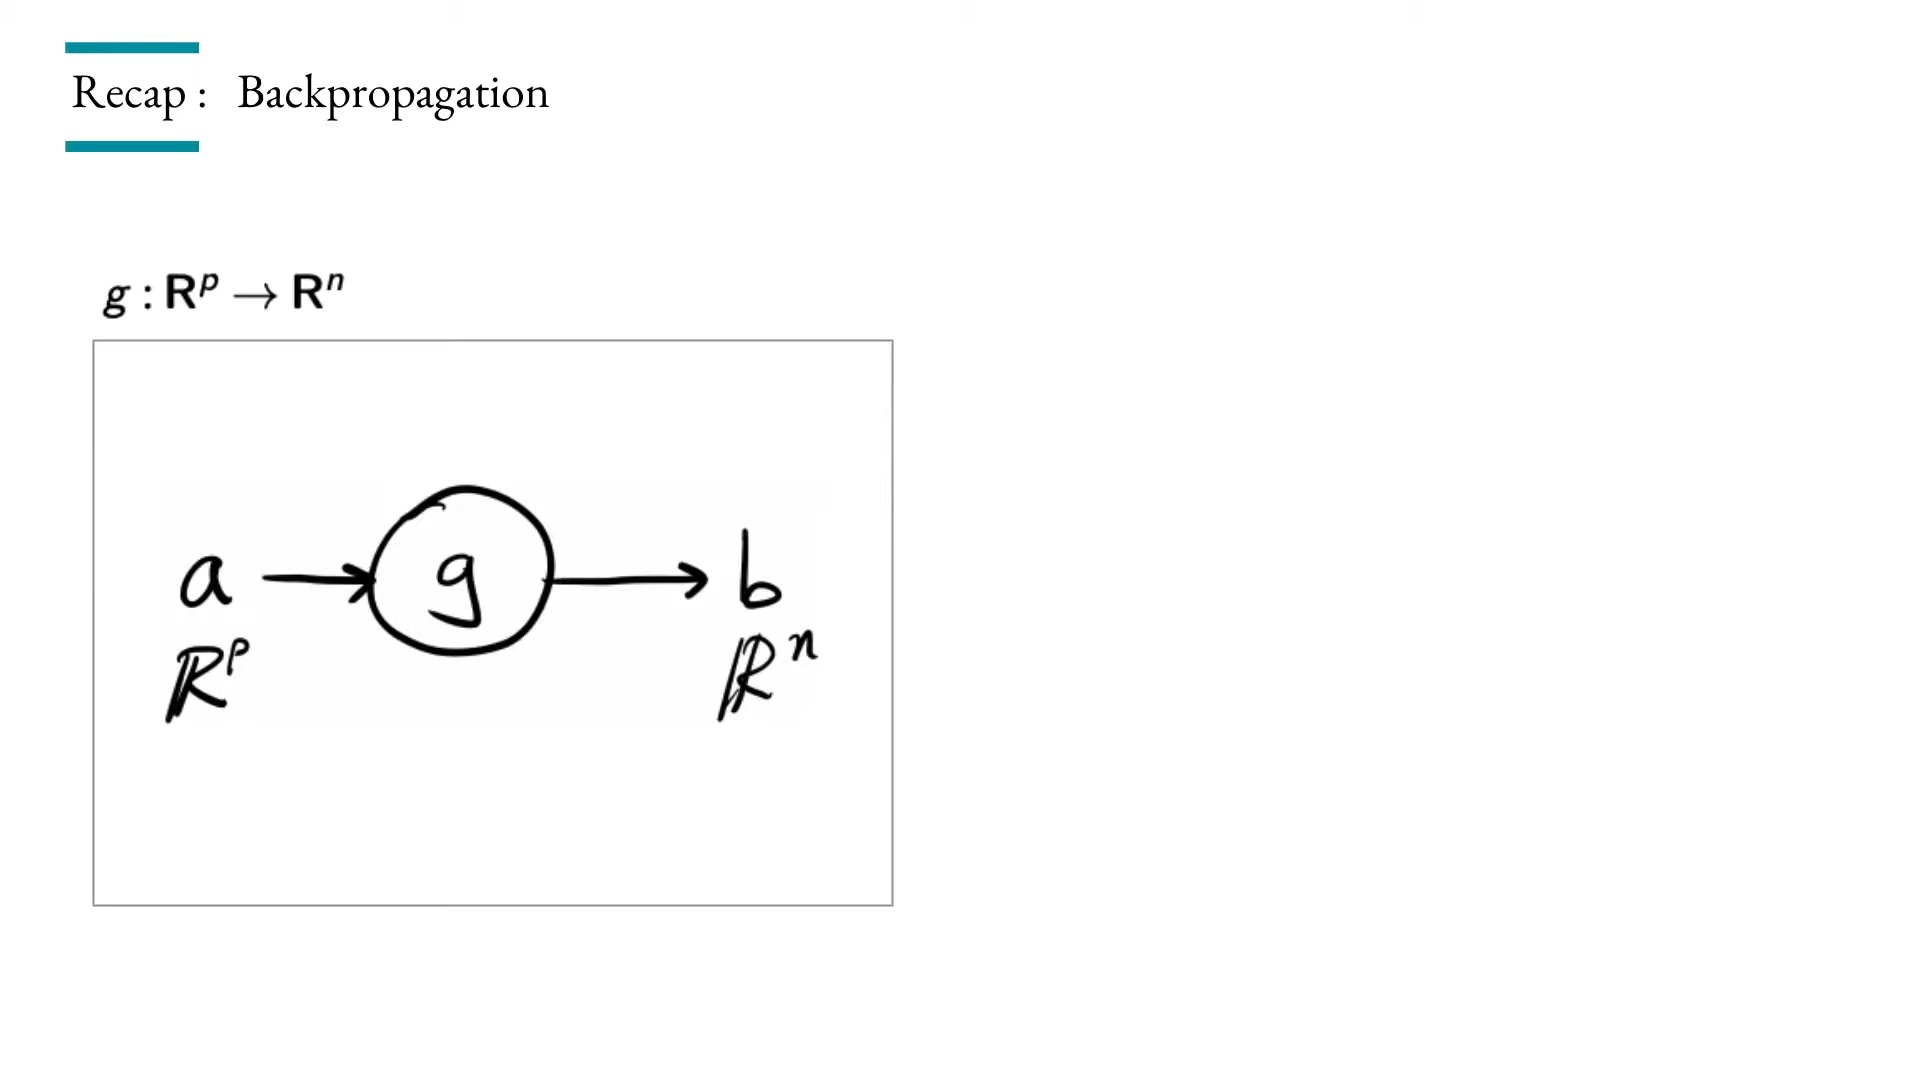 Recap : Backpropagation
g : Rᵖ → Rⁿ
a → g → b
ℝᵖ ℝⁿ